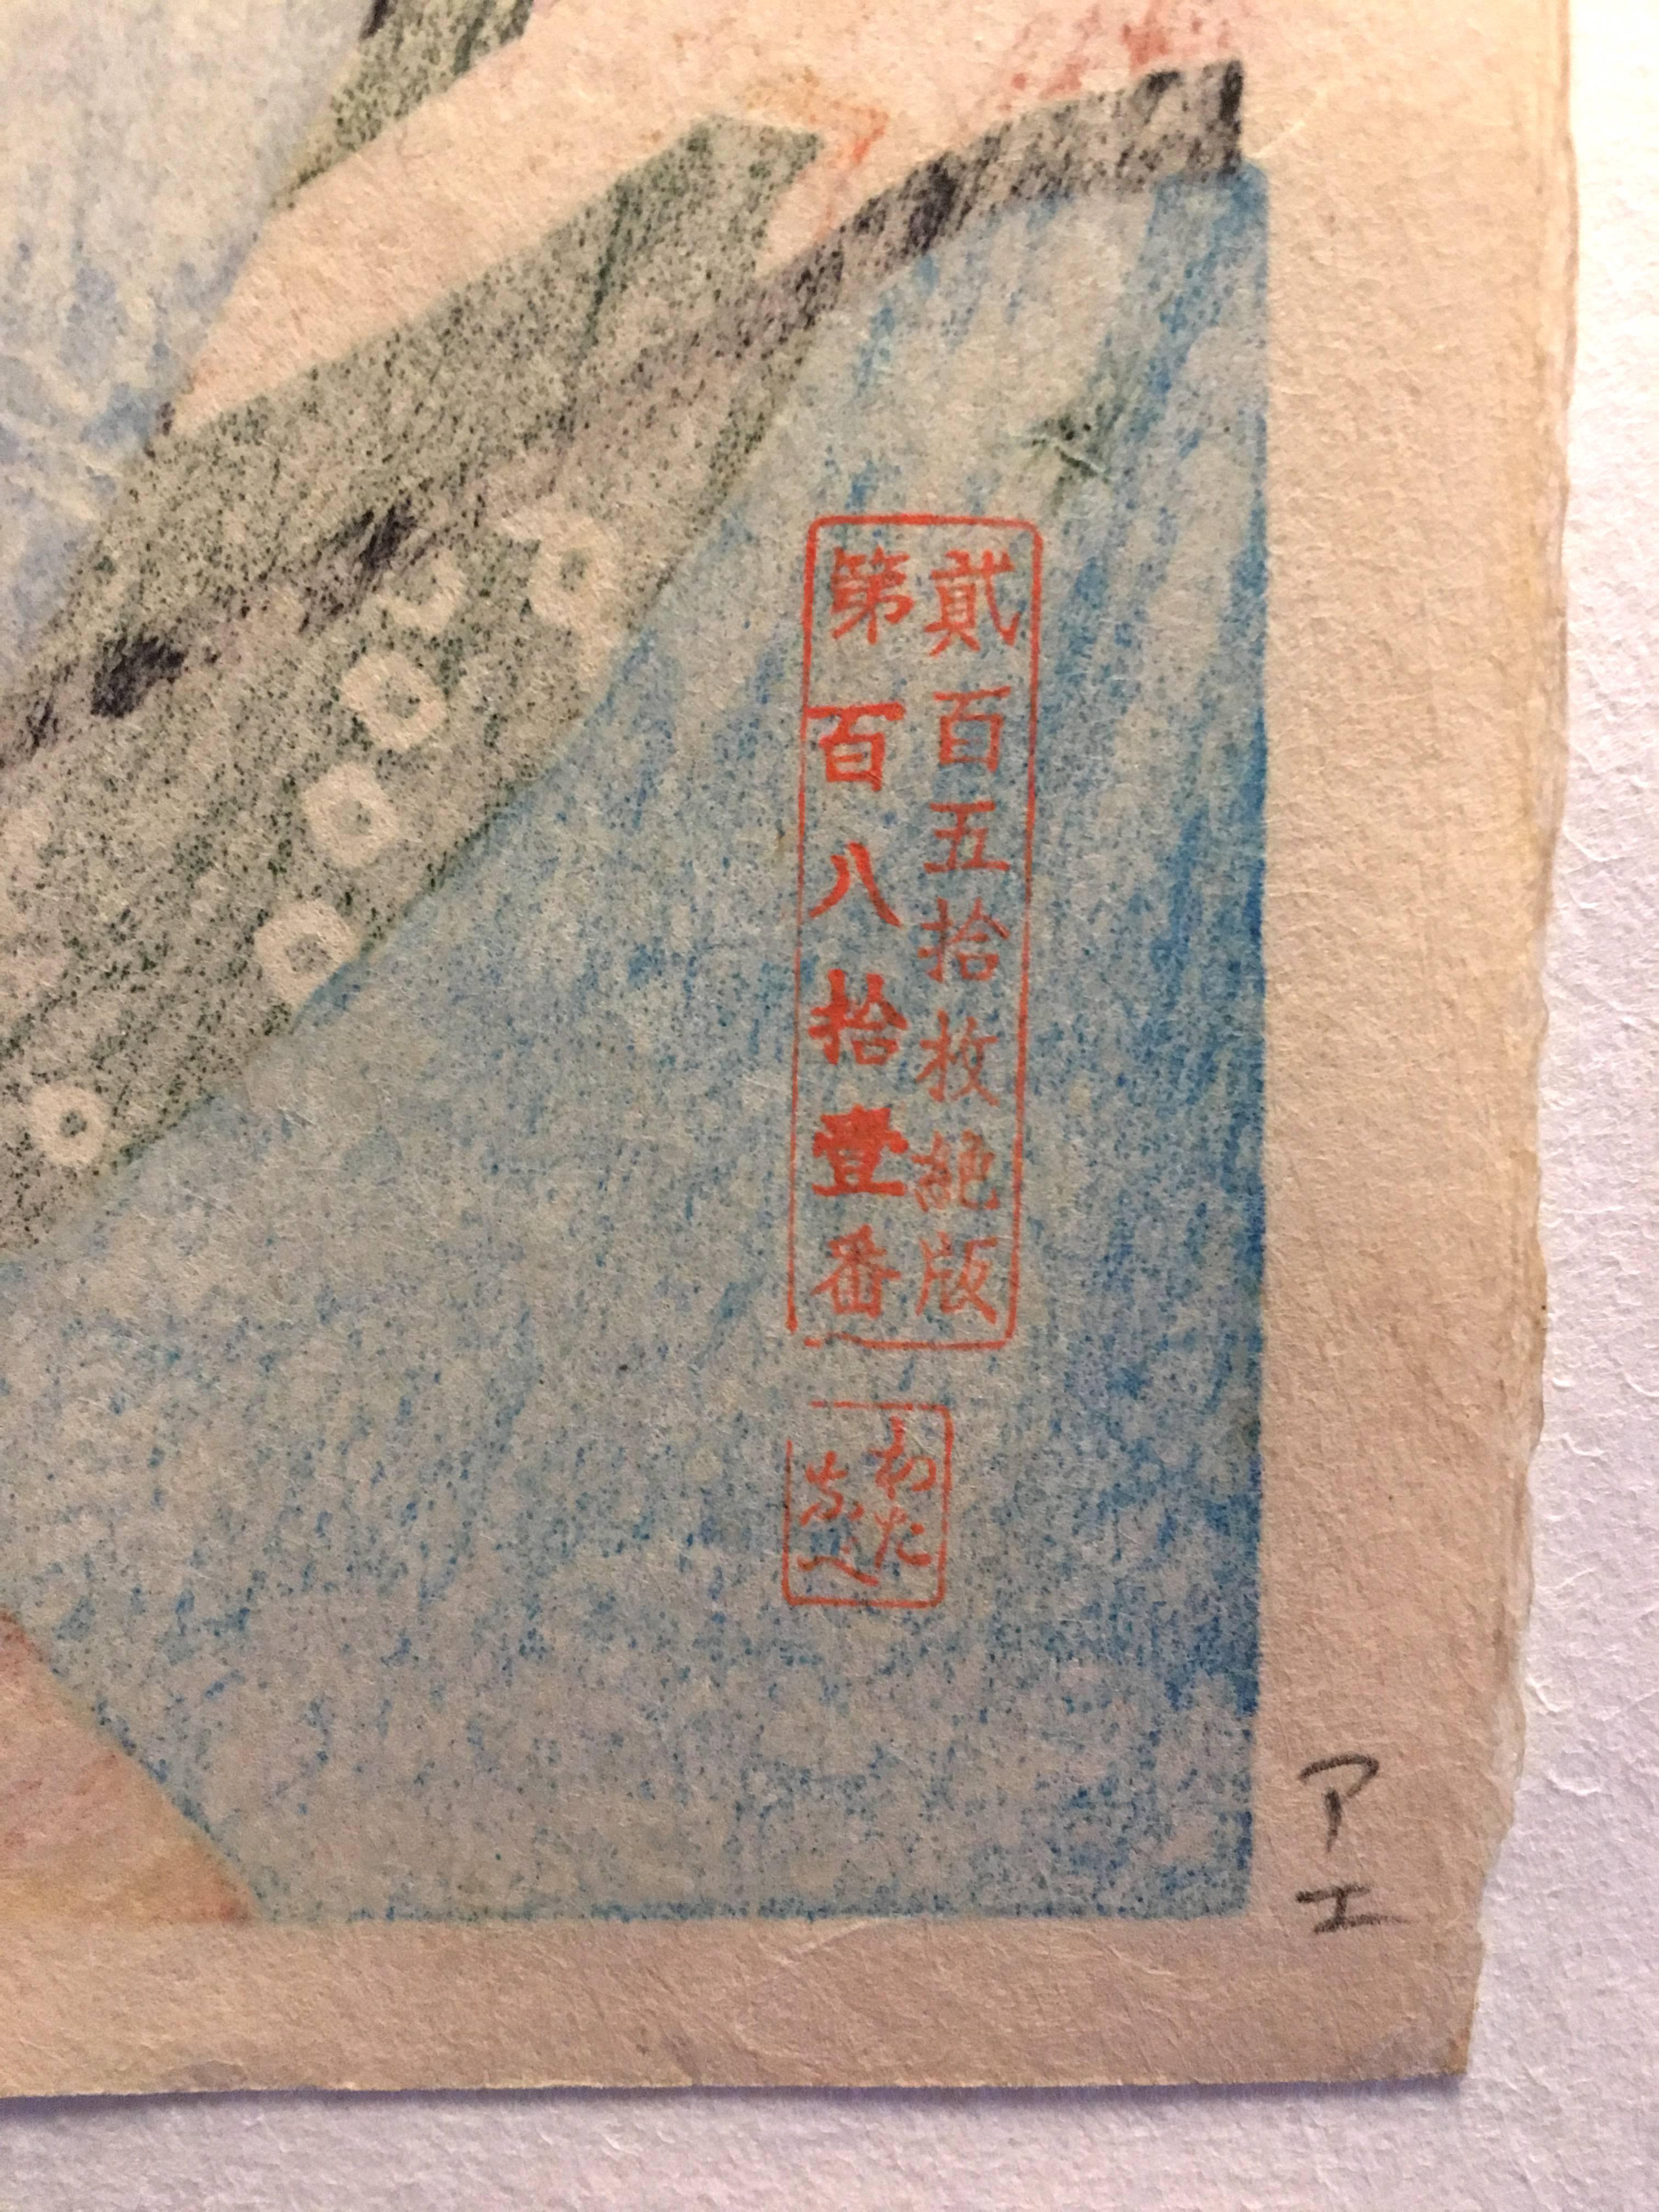 貳百五拾枚絶版
第百八拾壹番
わた
なべ
アエ